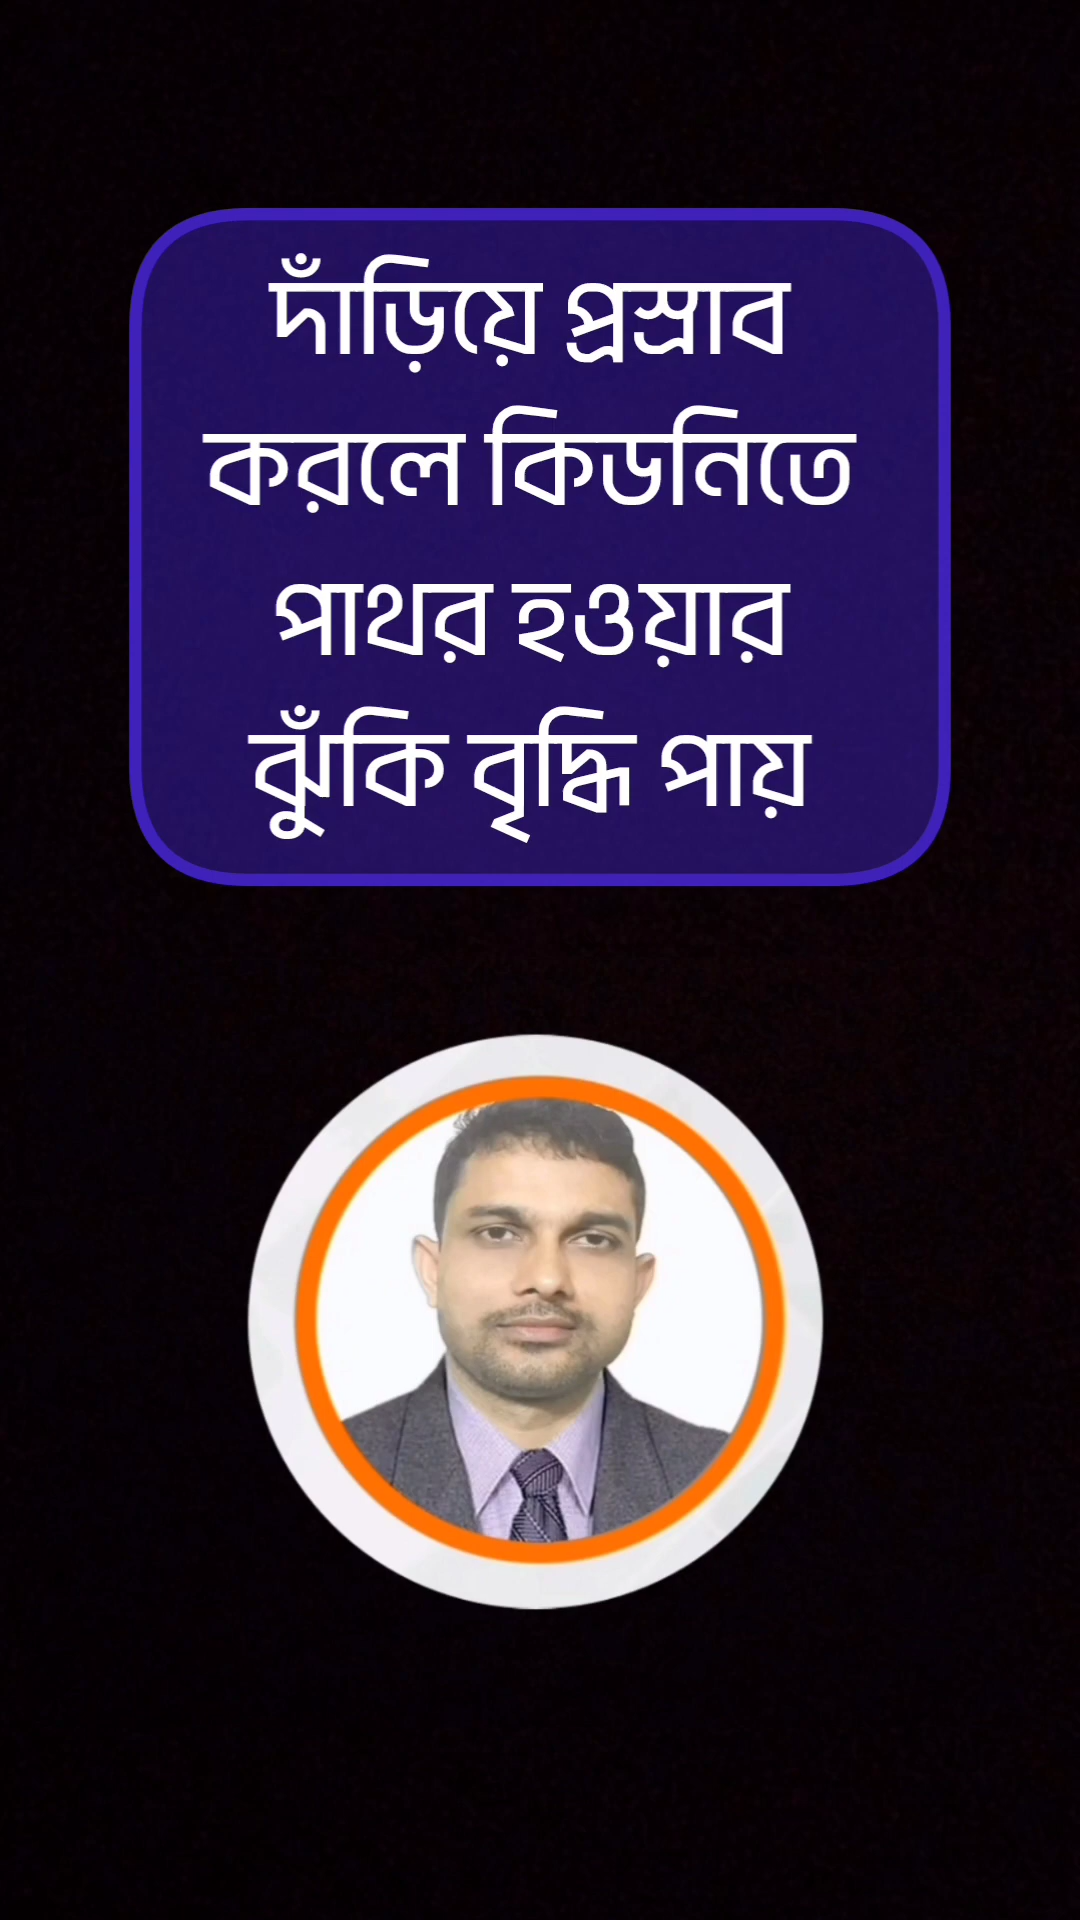 দাঁড়িয়ে প্রস্রাব
করলে কিডনিতে
পাথর হওয়ার
ঝুঁকি বৃদ্ধি পায়